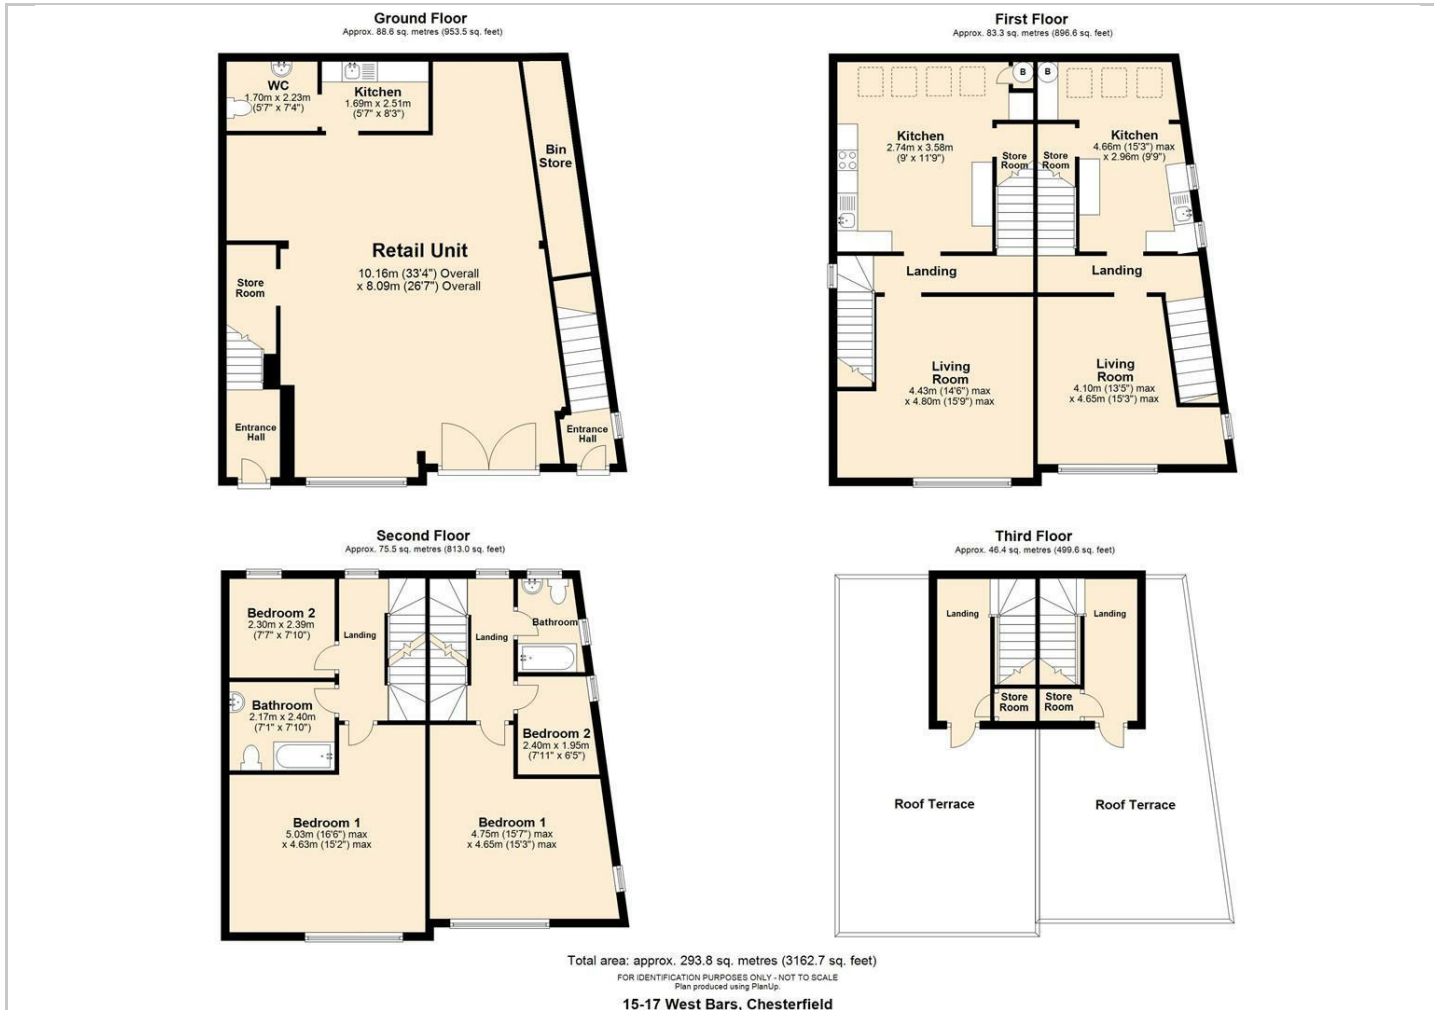 Ground Floor
Approx. 88.6 sq. metres (953.5 sq. feet)
WC
1.70m x 2.23m
(5'7" x 7'4")
Kitchen
1.69m x 2.51m
(5'7" x 8'3")
Bin
Store
Retail Unit
10.16m (33'4") Overall
x 8.09m (26'7") Overall
Store
Room
Entrance
Hall
Entrance
Hall
First Floor
Approx. 83.3 sq. metres (896.6 sq. feet)
B
B
Kitchen
2.74m x 3.58m
(9' x 11'9")
Store
Room
Store
Room
Kitchen
4.66m (15'3") max
x 2.96m (9'9")
Landing
Landing
Living
Room
4.43m (14'6") max
x 4.80m (15'9") max
Living
Room
4.10m (13'5") max
x 4.65m (15'3") max
Second Floor
Approx. 75.5 sq. metres (813.0 sq. feet)
Bedroom 2
2.30m x 2.39m
(7'7" x 7'10")
Landing
Landing
Bathroom
Bathroom
2.17m x 2.40m
(7'1" x 7'10")
Bedroom 2
2.40m x 1.95m
(7'11" x 6'5")
Bedroom 1
5.03m (16'6") max
x 4.63m (15'2") max
Bedroom 1
4.75m (15'7") max
x 4.65m (15'3") max
Third Floor
Approx. 46.4 sq. metres (499.6 sq. feet)
Landing
Landing
Store
Room
Store
Room
Roof Terrace
Roof Terrace
Total area: approx. 293.8 sq. metres (3162.7 sq. feet)
FOR IDENTIFICATION PURPOSES ONLY - NOT TO SCALE
Plan produced using PlanUp.
15-17 West Bars, Chesterfield